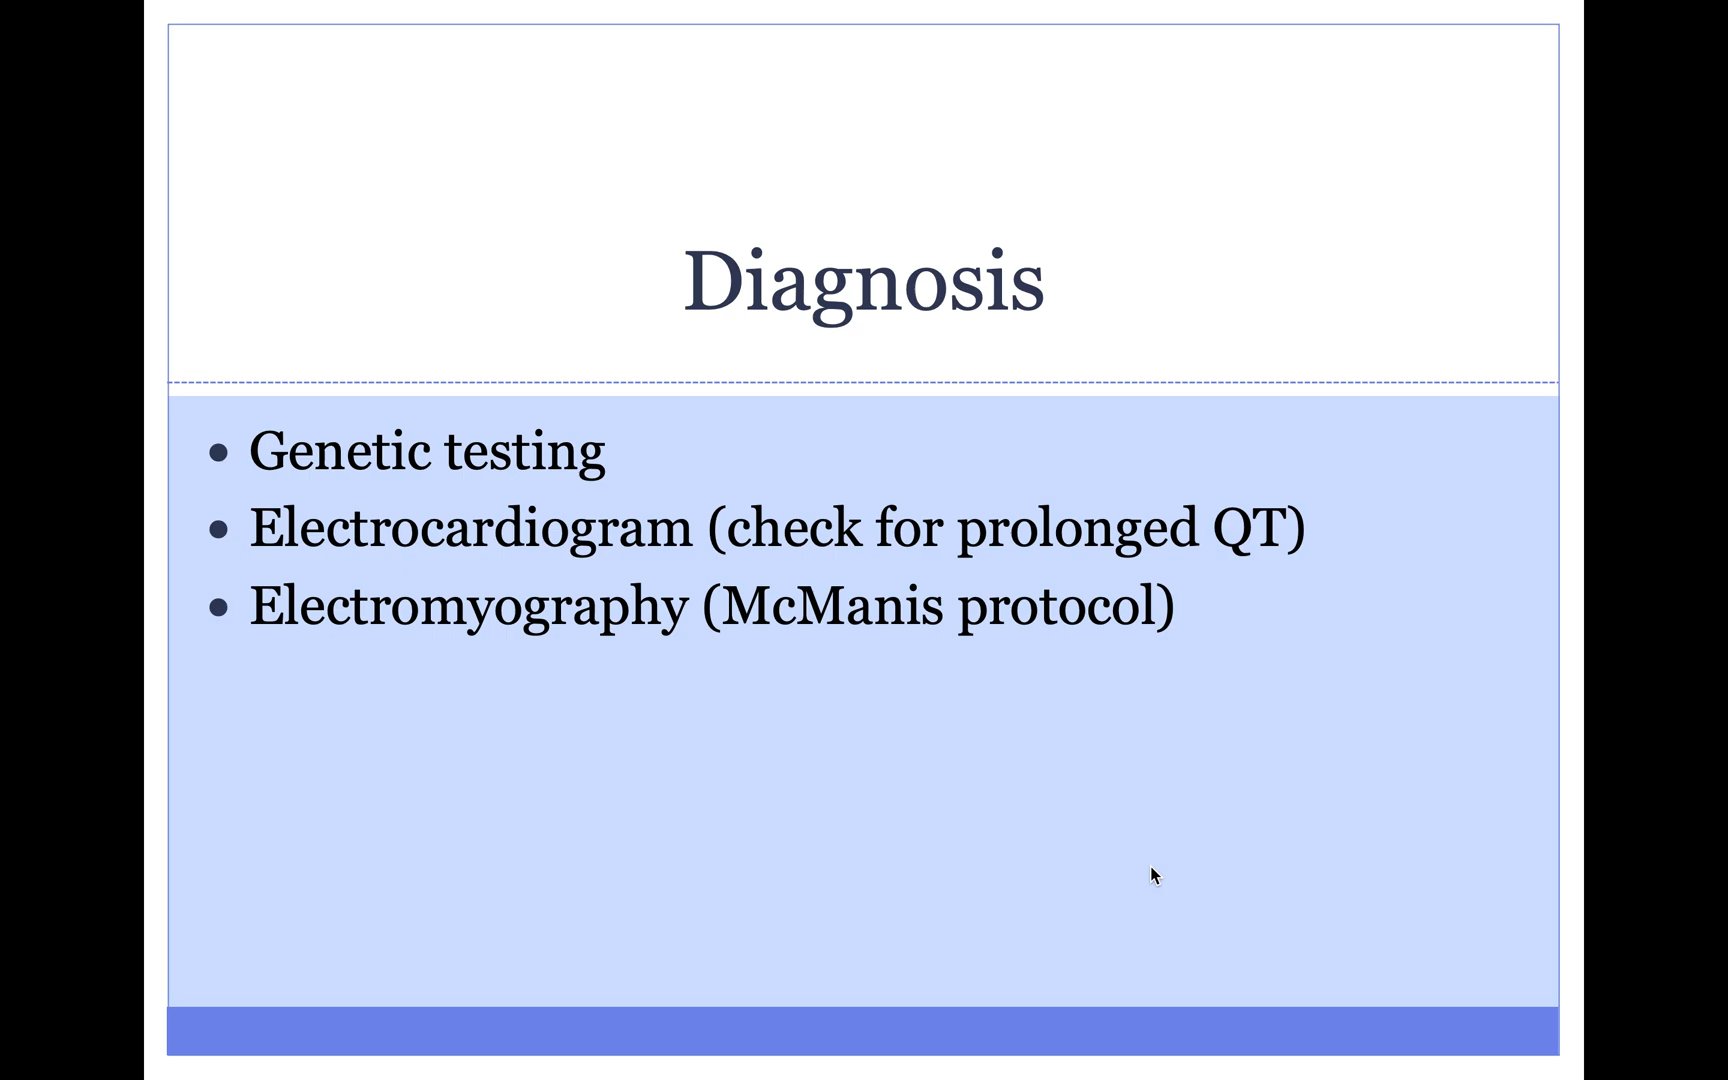 Diagnosis
• Genetic testing
• Electrocardiogram (check for prolonged QT)
• Electromyography (McManis protocol)